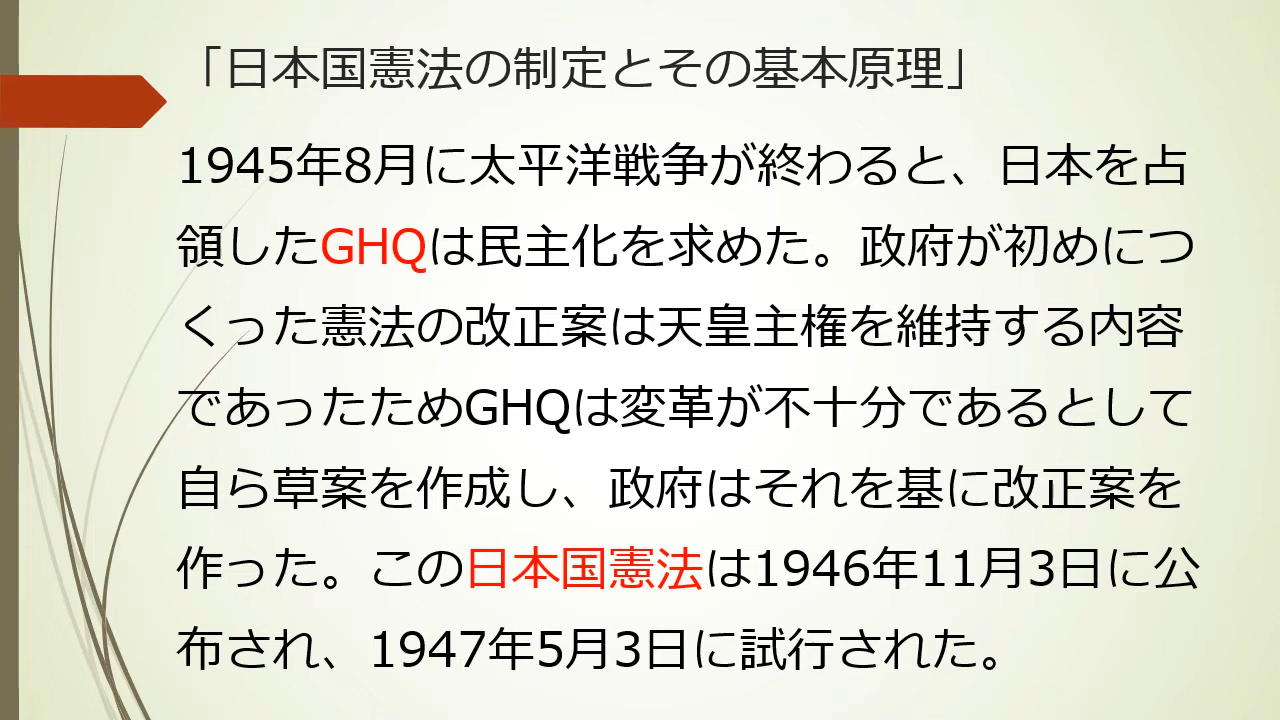 「日本国憲法の制定とその基本原理」
1945年8月に太平洋戦争が終わると、日本を占
領したGHQは民主化を求めた。政府が初めにつ
くった憲法の改正案は天皇主権を維持する内容
であったためGHQは変革が不十分であるとして
自ら草案を作成し、政府はそれを基に改正案を
作った。この日本国憲法は1946年11月3日に公
布され、1947年5月3日に試行された。